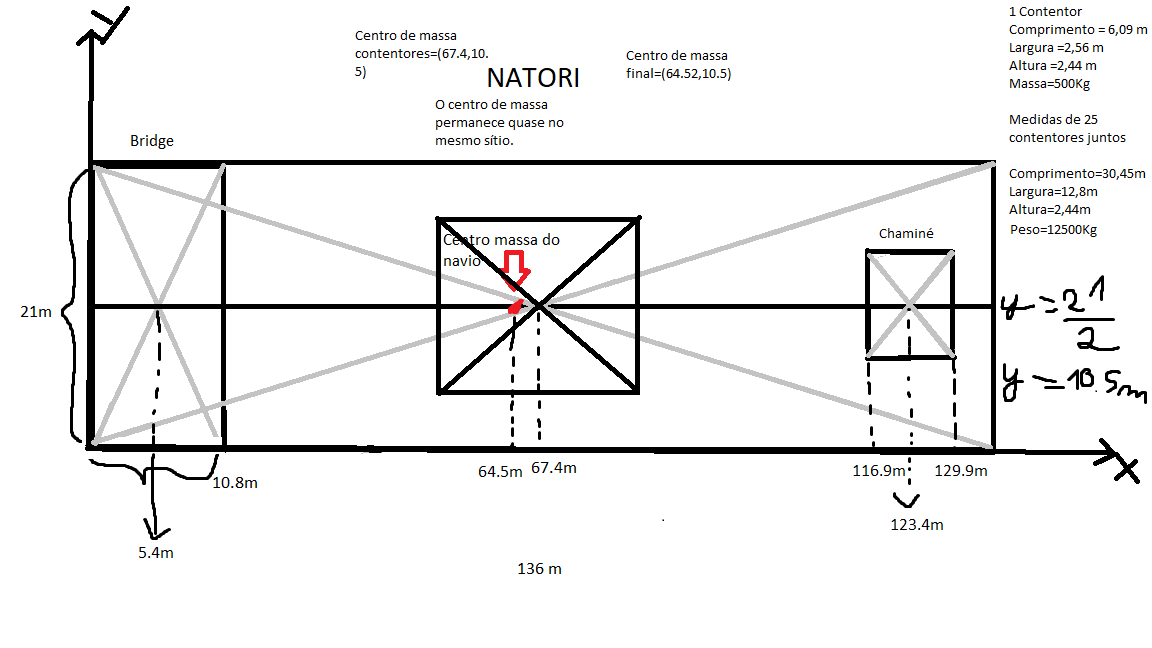 Y
Centro de massa
contentores=(67.4,10.
5)
NATORI
Centro de massa
final=(64.52,10.5)
O centro de massa
permanece quase no
mesmo sítio.
1 Contentor
Comprimento = 6,09 m
Largura =2,56 m
Altura =2,44 m
Massa=500Kg
Medidas de 25
contentores juntos
Comprimento=30,45m
Largura=12,8m
Altura=2,44m
Peso=12500Kg
Bridge
Centro massa do
navio
Chaminé
21m
y=21/2
y=10.5m
64.5m 67.4m
116.9m 129.9m
X
10.8m
123.4m
5.4m
136 m